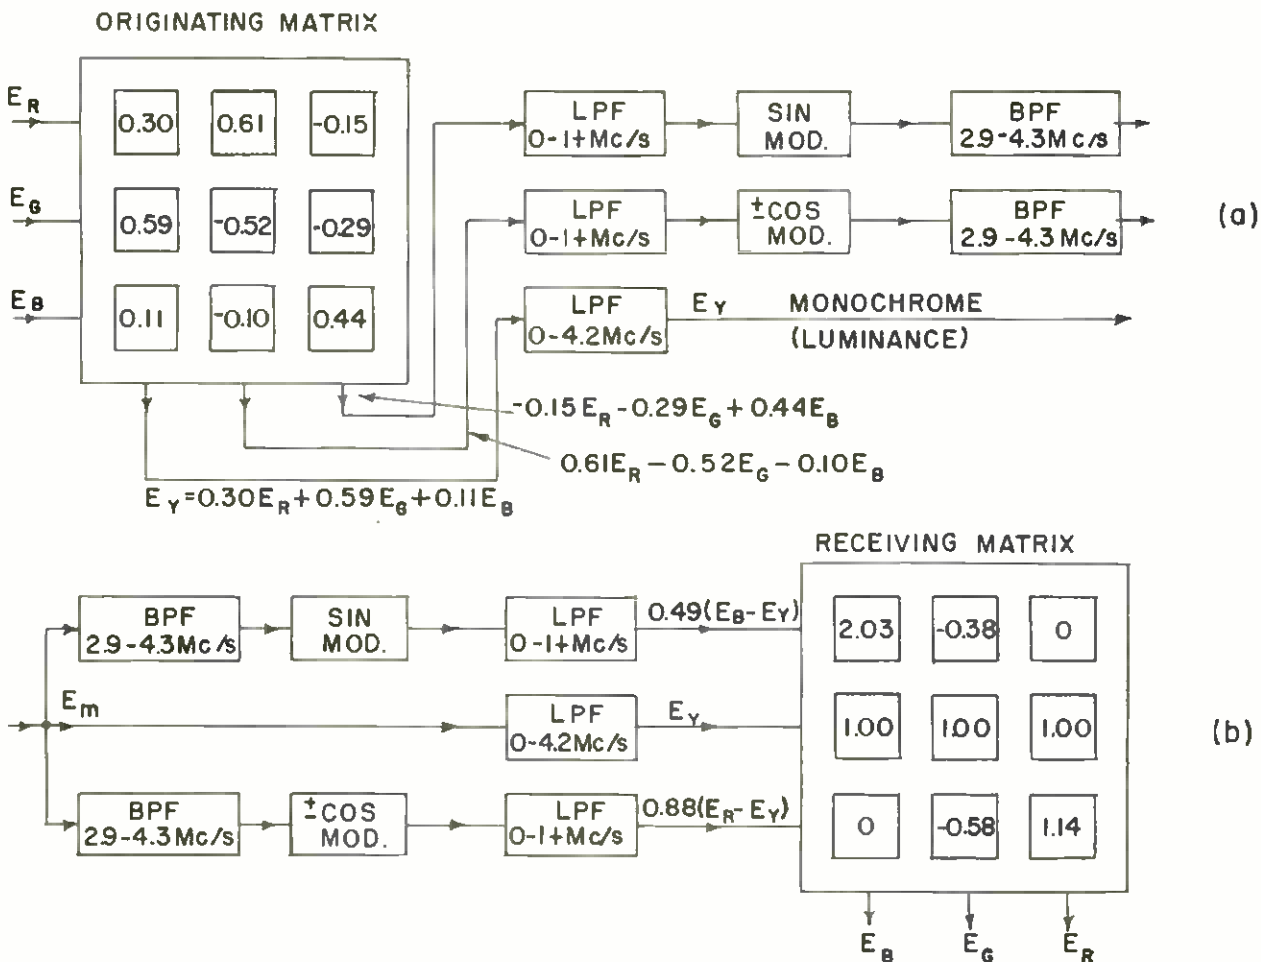 ORIGINATING MATRIX
E_R
0.30 0.61 -0.15
E_G
0.59 -0.52 -0.29
E_B
0.11 -0.10 0.44
LPF
0-1+Mc/s
SIN
MOD.
BPF
2.9-4.3Mc/s
LPF
0-1+Mc/s
±COS
MOD.
BPF
2.9-4.3Mc/s
(a)
LPF
0-4.2Mc/s
E_Y MONOCHROME
(LUMINANCE)
-0.15E_R-0.29E_G+0.44E_B
0.61E_R-0.52E_G-0.10E_B
E_Y=0.30E_R+0.59E_G+0.11E_B
RECEIVING MATRIX
BPF
2.9-4.3Mc/s
SIN
MOD.
LPF
0-1+Mc/s
0.49(E_B-E_Y)
2.03 -0.38 0
E_m
LPF
0-4.2Mc/s
E_Y
1.00 1.00 1.00
(b)
BPF
2.9-4.3Mc/s
±COS
MOD.
LPF
0-1+Mc/s
0.88(E_R-E_Y)
0 -0.58 1.14
E_B E_G E_R